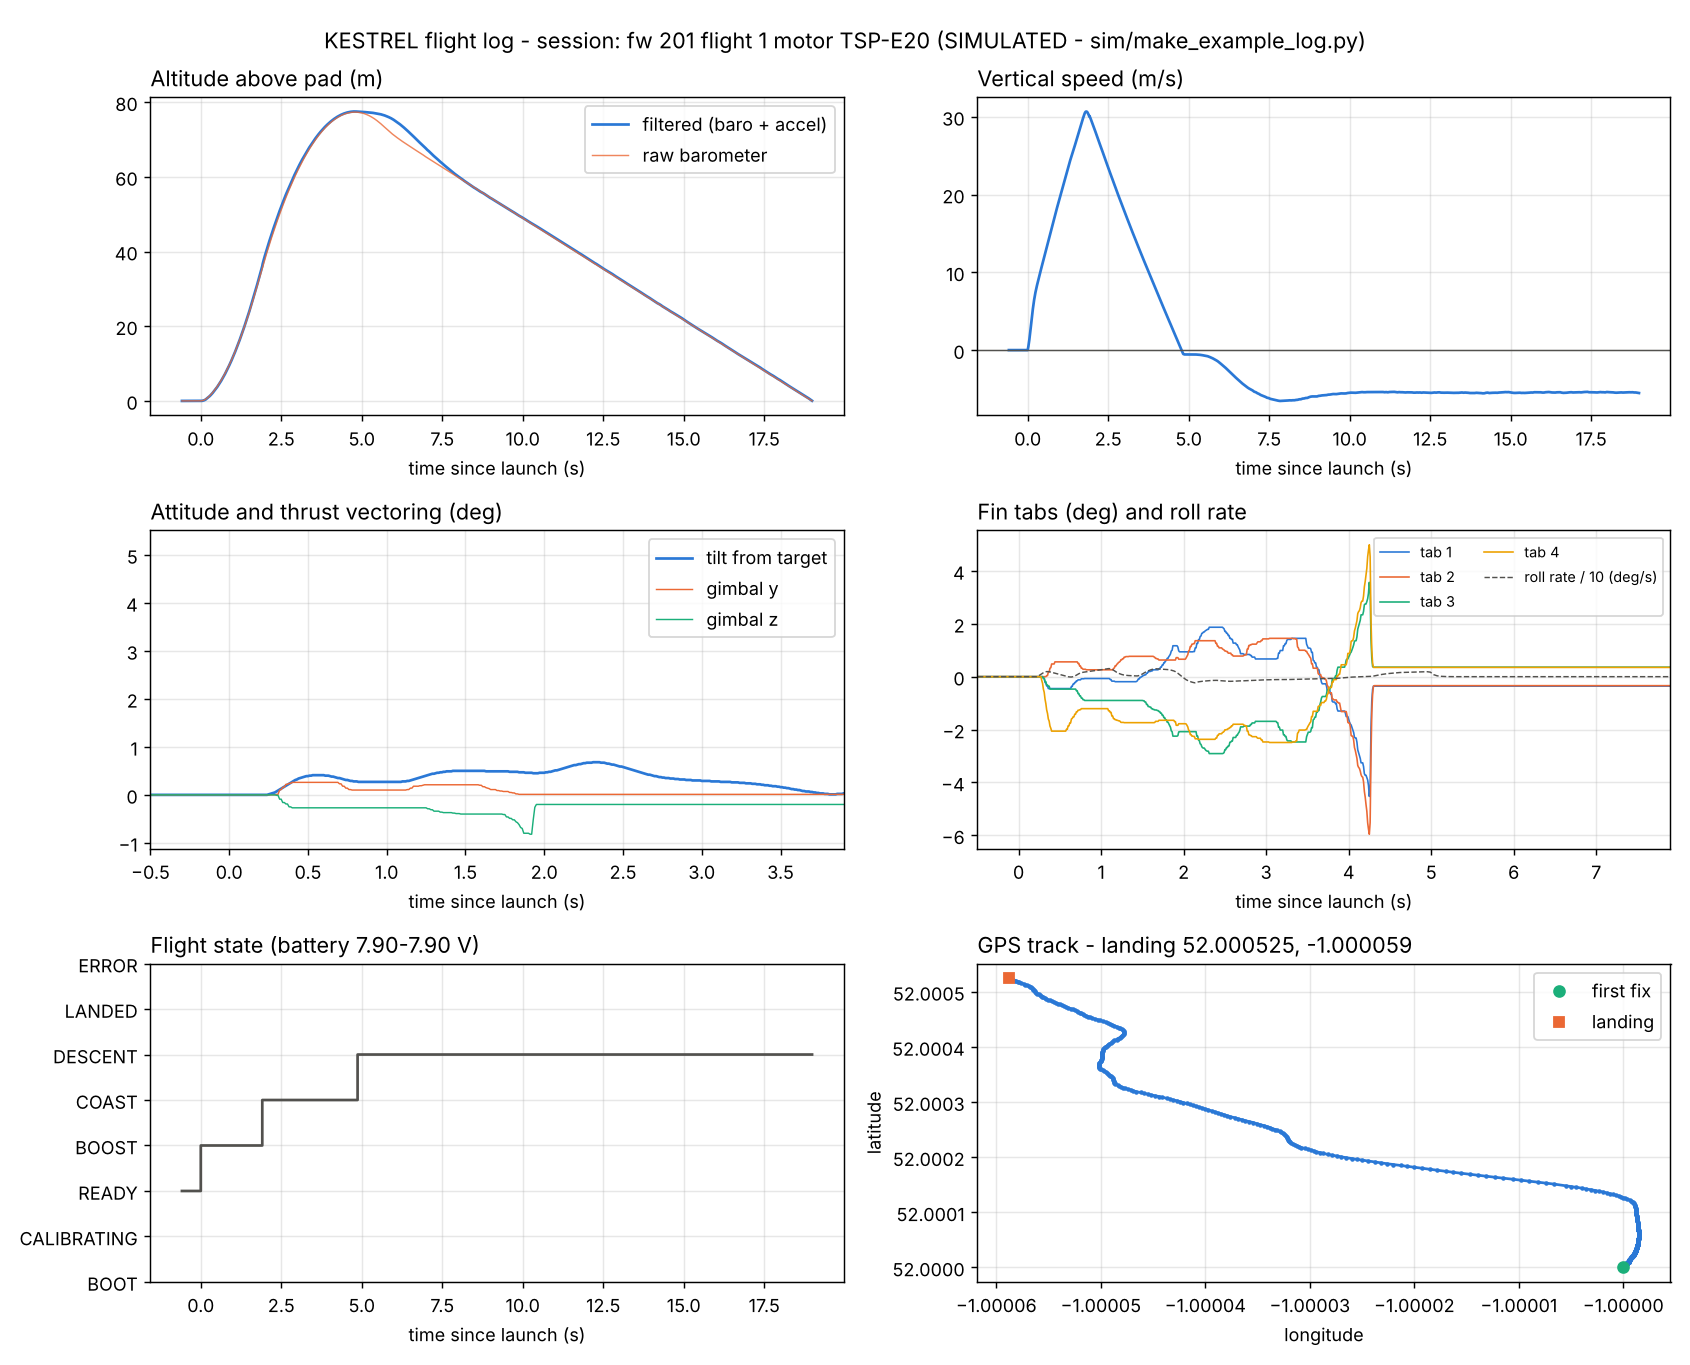 KESTREL flight log - session: fw 201 flight 1 motor TSP-E20 (SIMULATED - sim/make_example_log.py)
Altitude above pad (m)
80
60
40
20
0
filtered (baro + accel)
raw barometer
0.0 2.5 5.0 7.5 10.0 12.5 15.0 17.5
time since launch (s)
Vertical speed (m/s)
30
20
10
0
0.0 2.5 5.0 7.5 10.0 12.5 15.0 17.5
time since launch (s)
Attitude and thrust vectoring (deg)
5
4
3
2
1
0
−1
tilt from target
gimbal y
gimbal z
−0.5 0.0 0.5 1.0 1.5 2.0 2.5 3.0 3.5
time since launch (s)
Fin tabs (deg) and roll rate
4
2
0
−2
−4
−6
tab 1
tab 2
tab 3
tab 4
roll rate / 10 (deg/s)
0 1 2 3 4 5 6 7
time since launch (s)
Flight state (battery 7.90-7.90 V)
ERROR
LANDED
DESCENT
COAST
BOOST
READY
CALIBRATING
BOOT
0.0 2.5 5.0 7.5 10.0 12.5 15.0 17.5
time since launch (s)
GPS track - landing 52.000525, -1.000059
latitude
52.0005
52.0004
52.0003
52.0002
52.0001
52.0000
first fix
landing
−1.00006 −1.00005 −1.00004 −1.00003 −1.00002 −1.00001 −1.00000
longitude